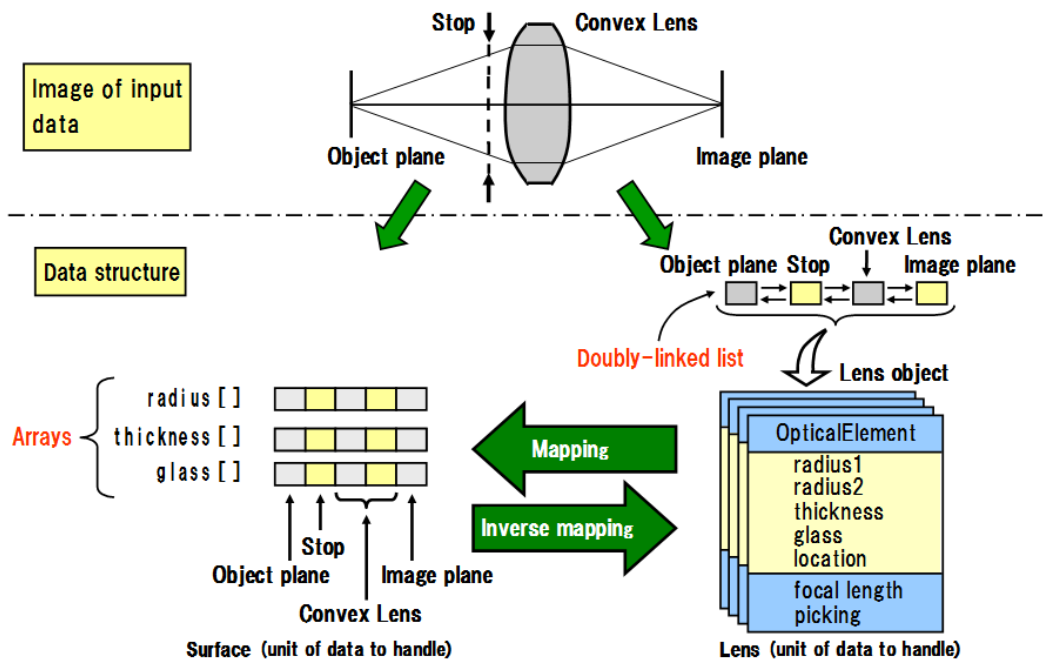 Stop
Convex Lens
Image of input
data
Object plane
Image plane
Data structure
Convex Lens
Object plane
Stop
Image plane
Doubly-linked list
Lens object
Arrays
radius[ ]
thickness[ ]
glass[ ]
Mapping
Inverse mapping
OpticalElement
radius1
radius2
thickness
glass
location
focal length
picking
Stop
Object plane
Image plane
Convex Lens
Surface (unit of data to handle)
Lens (unit of data to handle)